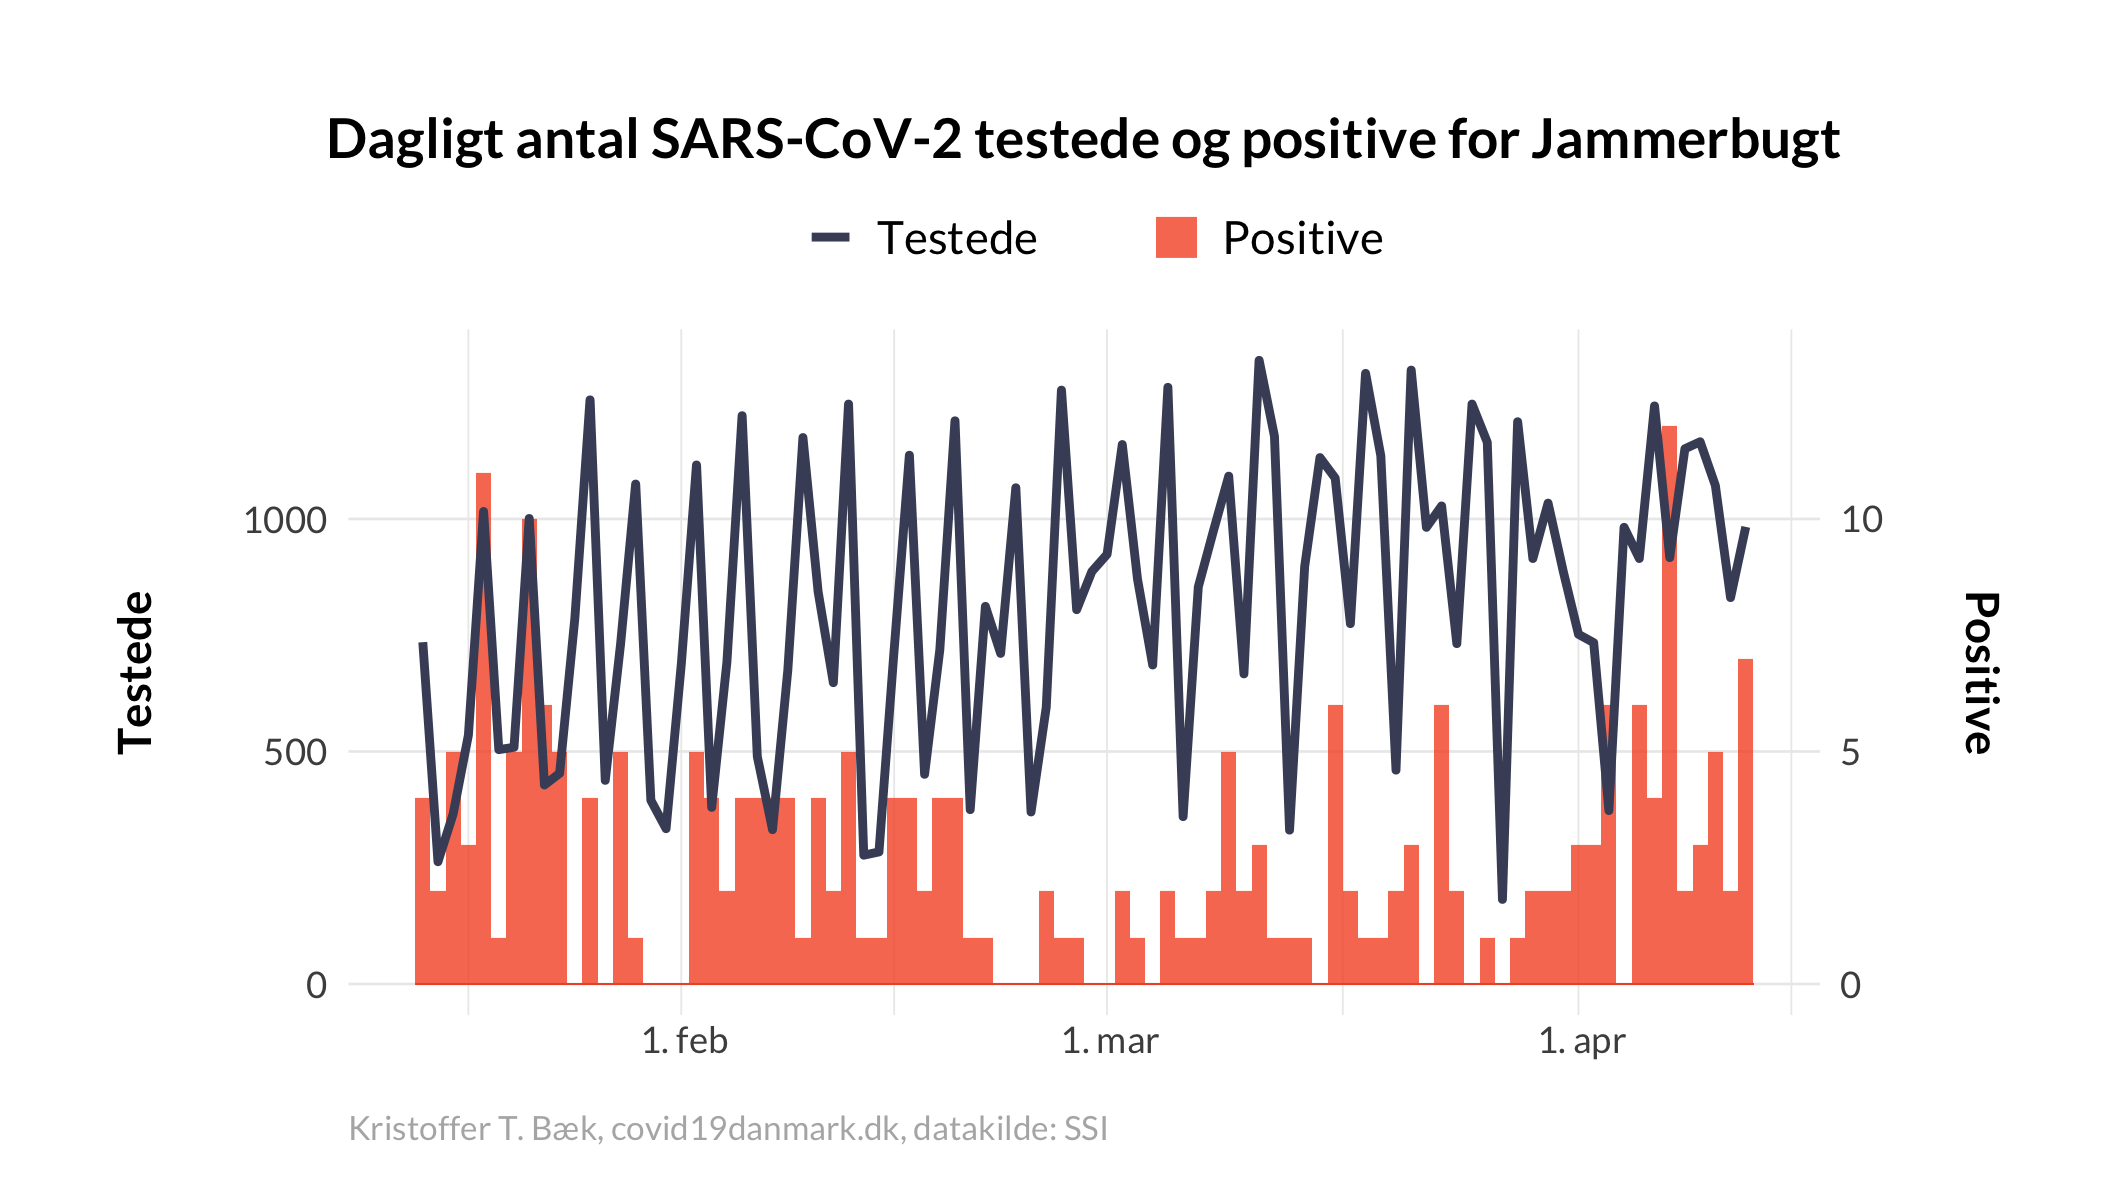 Dagligt antal SARS-CoV-2 testede og positive for Jammerbugt
Testede
Positive
1000
500
0
Testede
10
5
0
Positive
1. feb
1. mar
1. apr
Kristoffer T. Bæk, covid19danmark.dk, datakilde: SSI